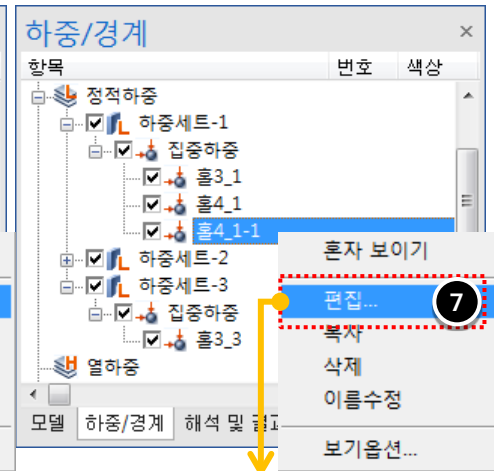 하중/경계
항목 번호 색상
정적하중
하중세트-1
집중하중
홀3_1
홀4_1
홀4_1-1
하중세트-2
하중세트-3
집중하중
홀3_3
열하중
모델 하중/경계 해석 및
혼자 보이기
편집...
7
복사
삭제
이름수정
보기옵션...